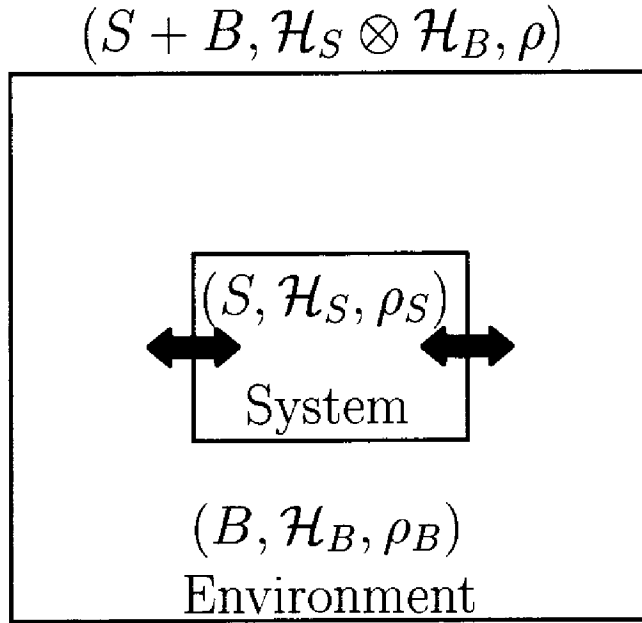 (S + B, ℋ_S ⊗ ℋ_B, ρ)
(S, ℋ_S, ρ_S)
System
(B, ℋ_B, ρ_B)
Environment